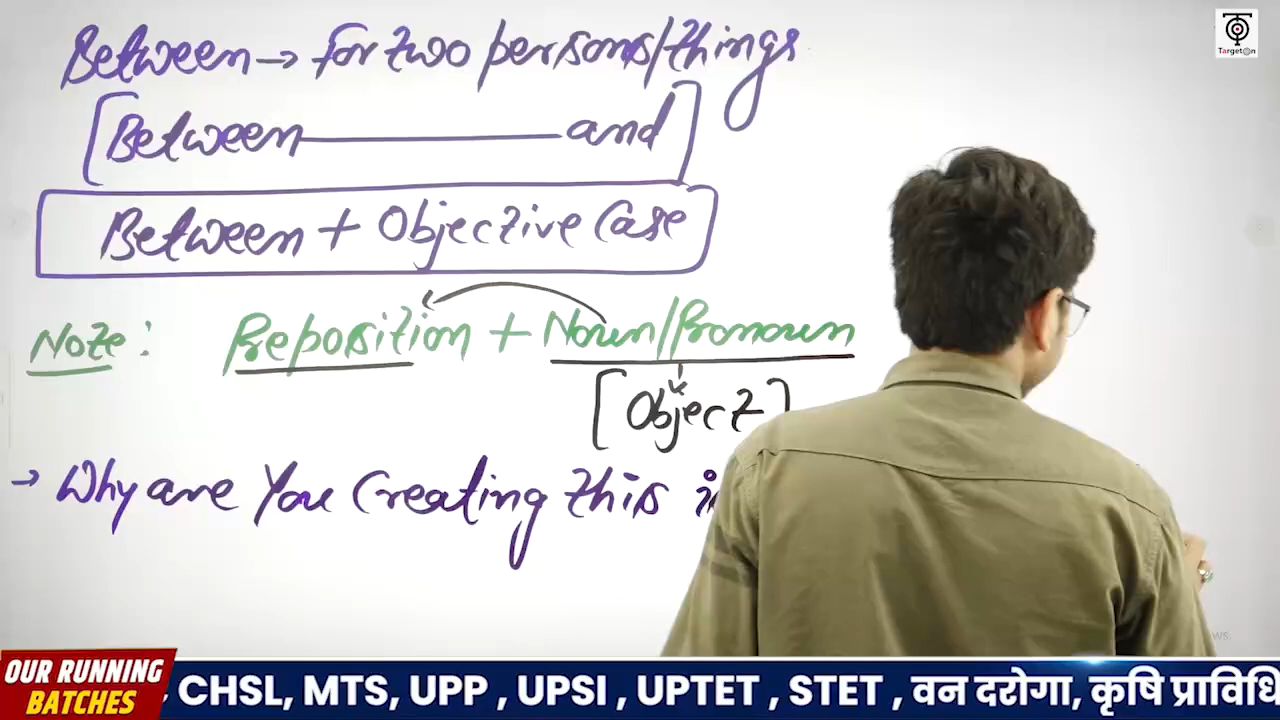 Between → for two persons/things
[Between———and]
Between + Objective Case
Note: Preposition + Noun/Pronoun
[Object]
→ Why are you Creating this
TargetOn
OUR RUNNING BATCHES
CHSL, MTS, UPP , UPSI , UPTET , STET , वन दरोगा, कृषि प्राविधि